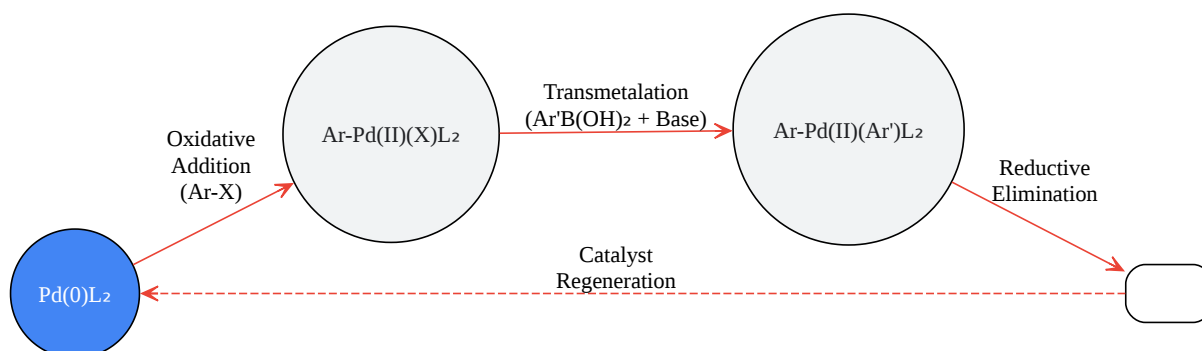 Transmetalation
(Ar'B(OH)₂ + Base)
Ar-Pd(II)(X)L₂
Ar-Pd(II)(Ar')L₂
Oxidative
Addition
(Ar-X)
Reductive
Elimination
Catalyst
Regeneration
Pd(0)L₂